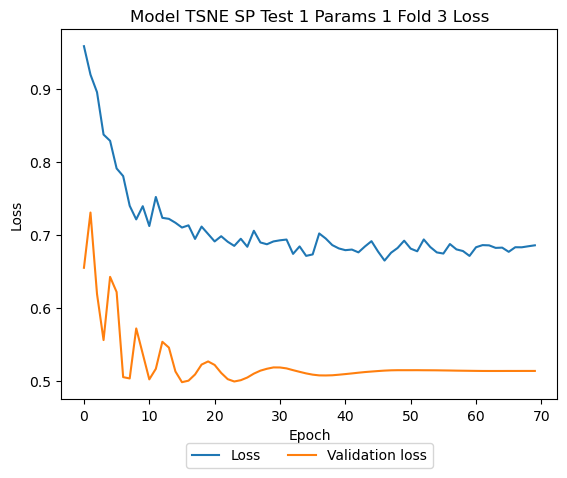 Model TSNE SP Test 1 Params 1 Fold 3 Loss
Loss
0.9
0.8
0.7
0.6
0.5
0 10 20 30 40 50 60 70
Epoch
Loss Validation loss